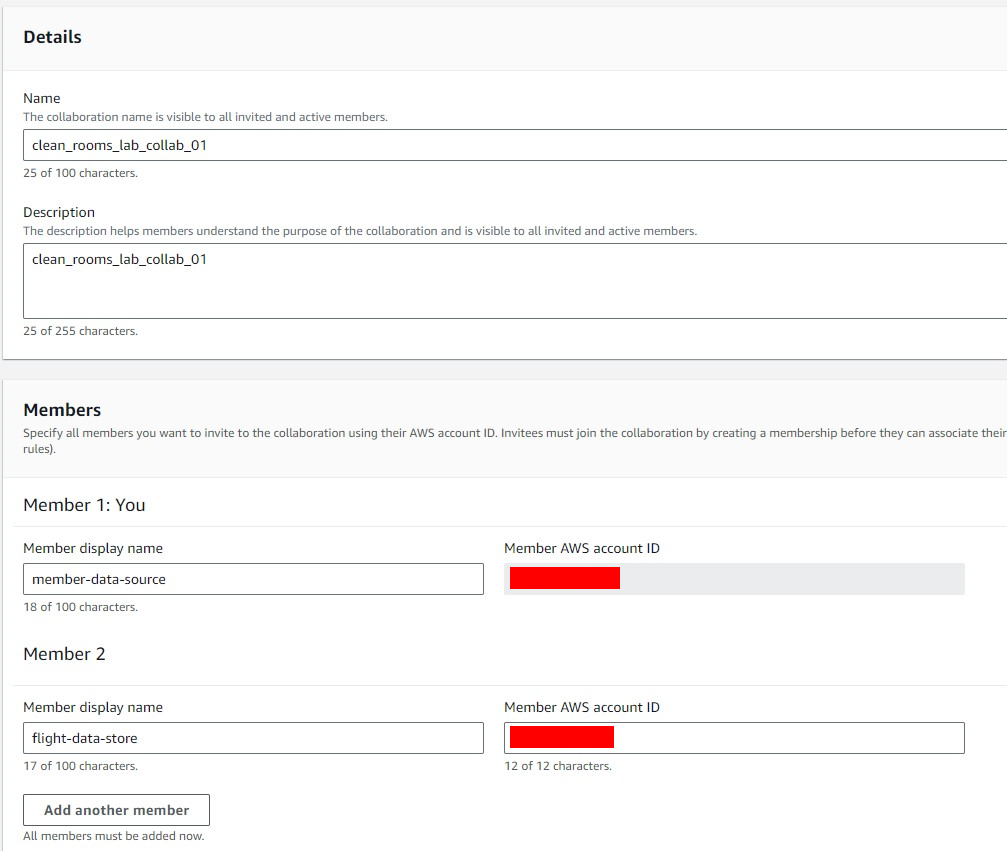 Details
Name
The collaboration name is visible to all invited and active members.
clean_rooms_lab_collab_01
25 of 100 characters.
Description
The description helps members understand the purpose of the collaboration and is visible to all invited and active members.
clean_rooms_lab_collab_01
25 of 255 characters.
Members
Specify all members you want to invite to the collaboration using their AWS account ID. Invitees must join the collaboration by creating a membership before they can associate their
rules).
Member 1: You
Member display name
Member AWS account ID
member-data-source
18 of 100 characters.
Member 2
Member display name
Member AWS account ID
flight-data-store
17 of 100 characters.
12 of 12 characters.
Add another member
All members must be added now.